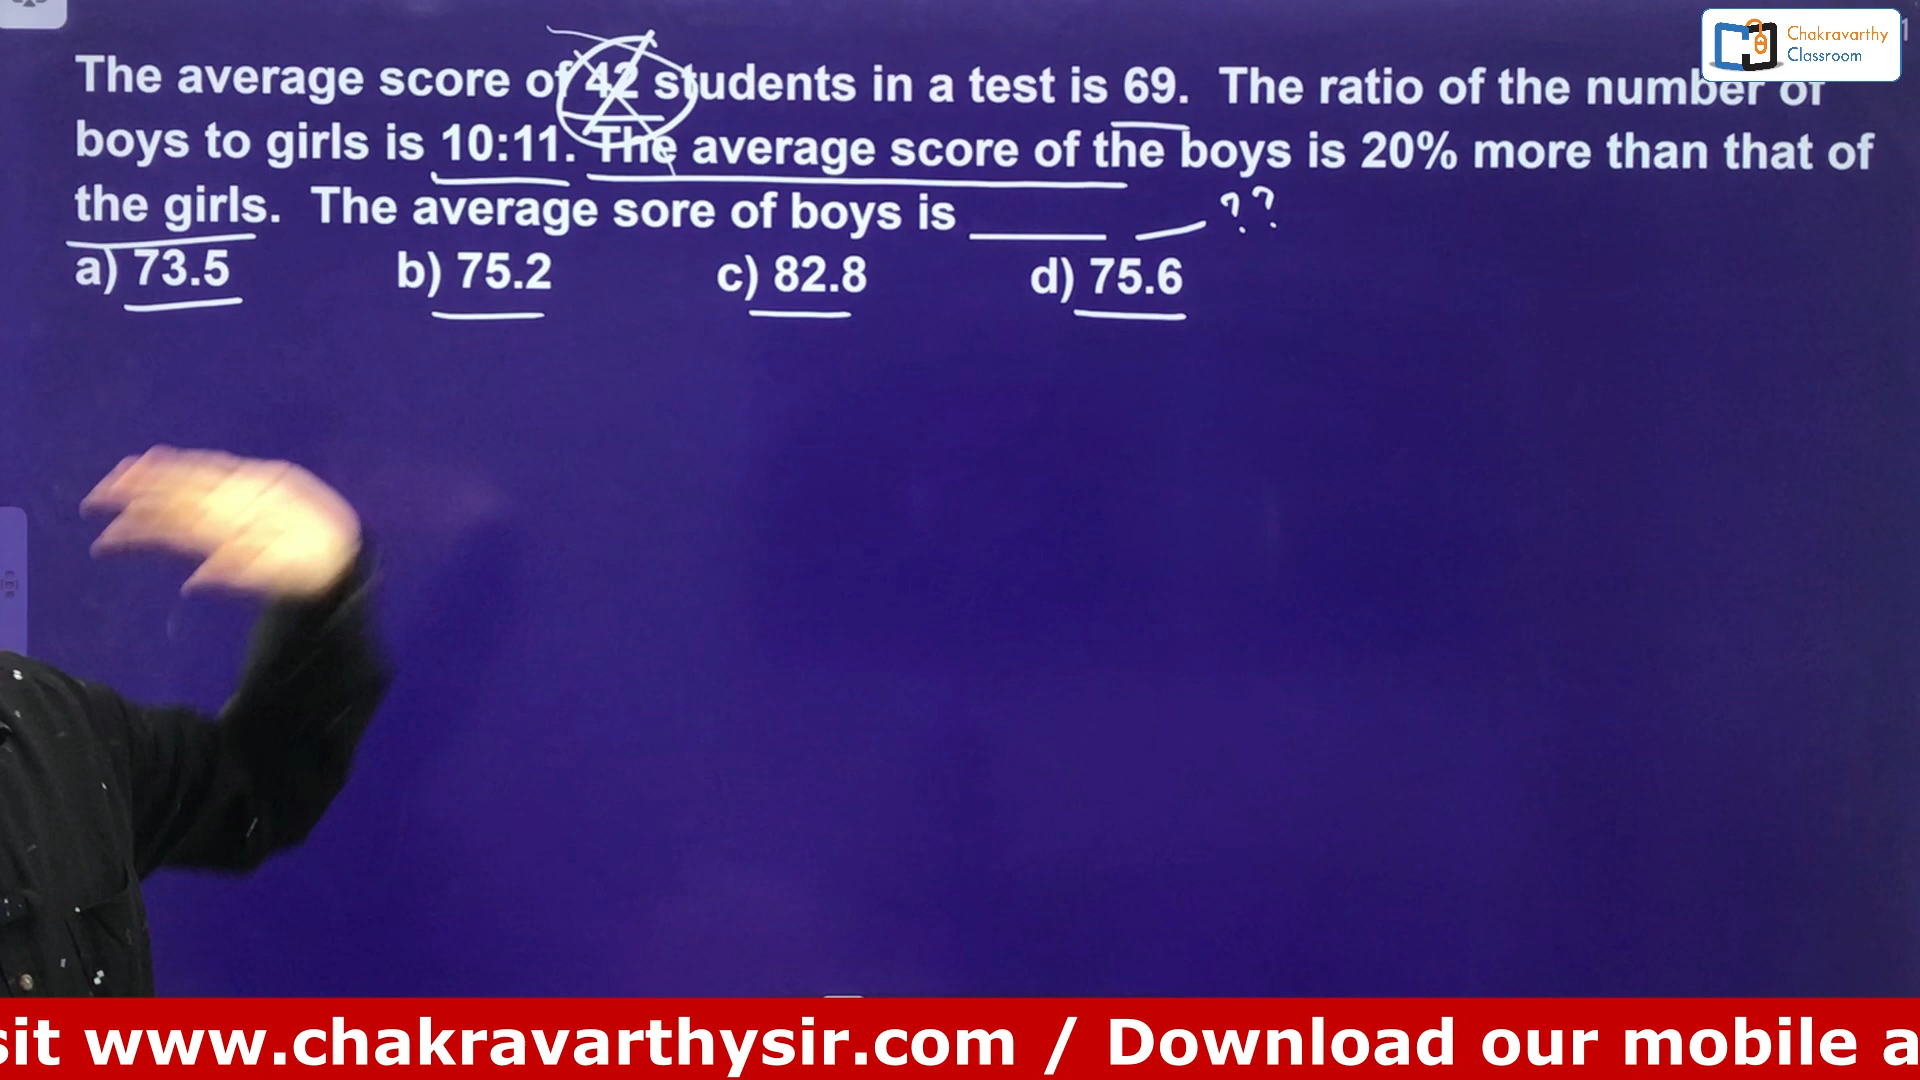 Chakravarthy
Classroom
The average score of 42 students in a test is 69. The ratio of the number of
boys to girls is 10:11. The average score of the boys is 20% more than that of
the girls. The average sore of boys is ______ ??
a) 73.5 b) 75.2 c) 82.8 d) 75.6
sit www.chakravarthysir.com / Download our mobile a